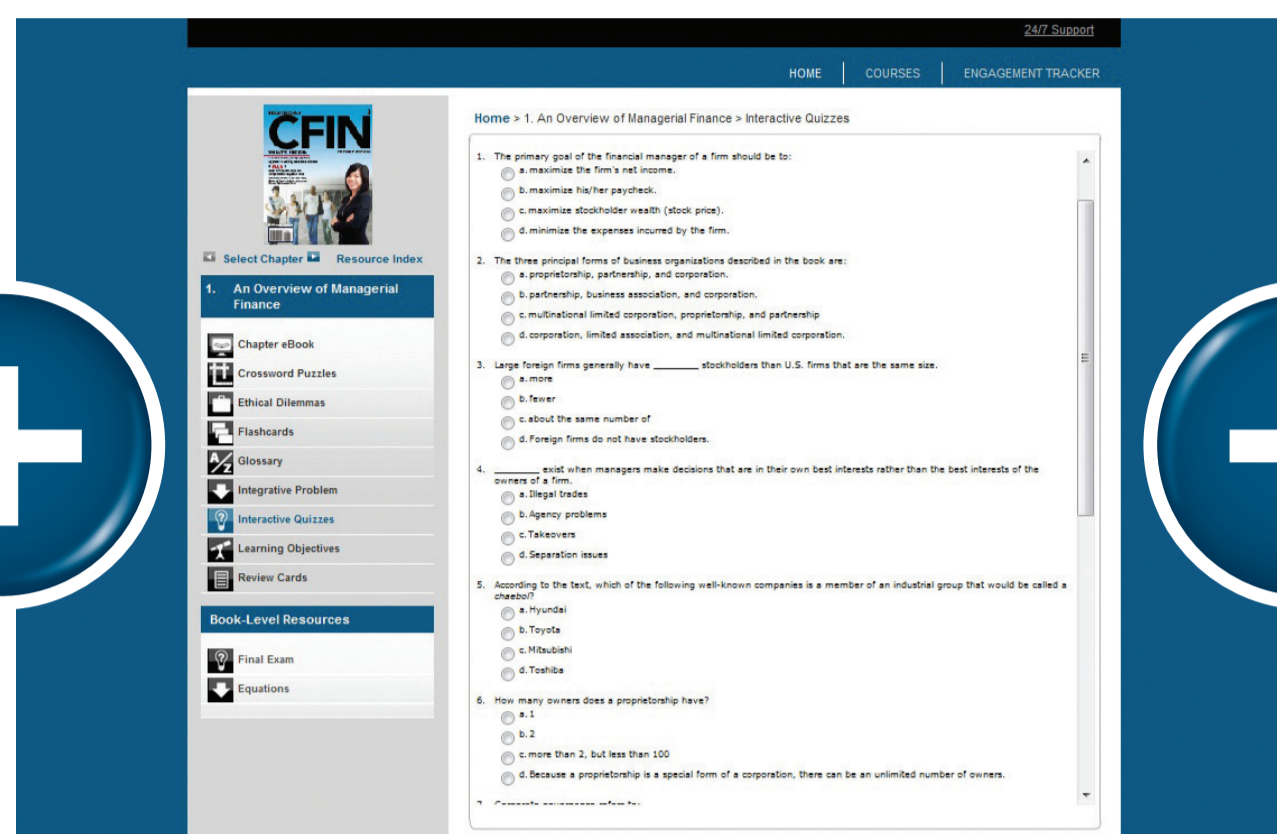 24/7 Support
HOME
COURSES
ENGAGEMENT TRACKER
CFIN
Select Chapter
Resource Index
1. An Overview of Managerial
Finance
Chapter eBook
Crossword Puzzles
Ethical Dilemmas
Flashcards
A/Z
Glossary
Integrative Problem
Interactive Quizzes
Learning Objectives
Review Cards
Book-Level Resources
Final Exam
Equations
Home > 1. An Overview of Managerial Finance > Interactive Quizzes
1. The primary goal of the financial manager of a firm should be to:
a. maximize the firm's net income.
b. maximize his/her paycheck.
c. maximize stockholder wealth (stock price).
d. minimize the expenses incurred by the firm.
2. The three principal forms of business organizations described in the book are:
a. proprietorship, partnership, and corporation.
b. partnership, business association, and corporation.
c. multinational limited corporation, proprietorship, and partnership
d. corporation, limited association, and multinational limited corporation.
3. Large foreign firms generally have ________ stockholders than U.S. firms that are the same size.
a. more
b. fewer
c. about the same number of
d. Foreign firms do not have stockholders.
4. ________ exist when managers make decisions that are in their own best interests rather than the best interests of the
owners of a firm.
a. Illegal trades
b. Agency problems
c. Takeovers
d. Separation issues
5. According to the text, which of the following well-known companies is a member of an industrial group that would be called a
chaebol?
a. Hyundai
b. Toyota
c. Mitsubishi
d. Toshiba
6. How many owners does a proprietorship have?
a. 1
b. 2
c. more than 2, but less than 100
d. Because a proprietorship is a special form of a corporation, there can be an unlimited number of owners.
7. Corporate governance refers to: